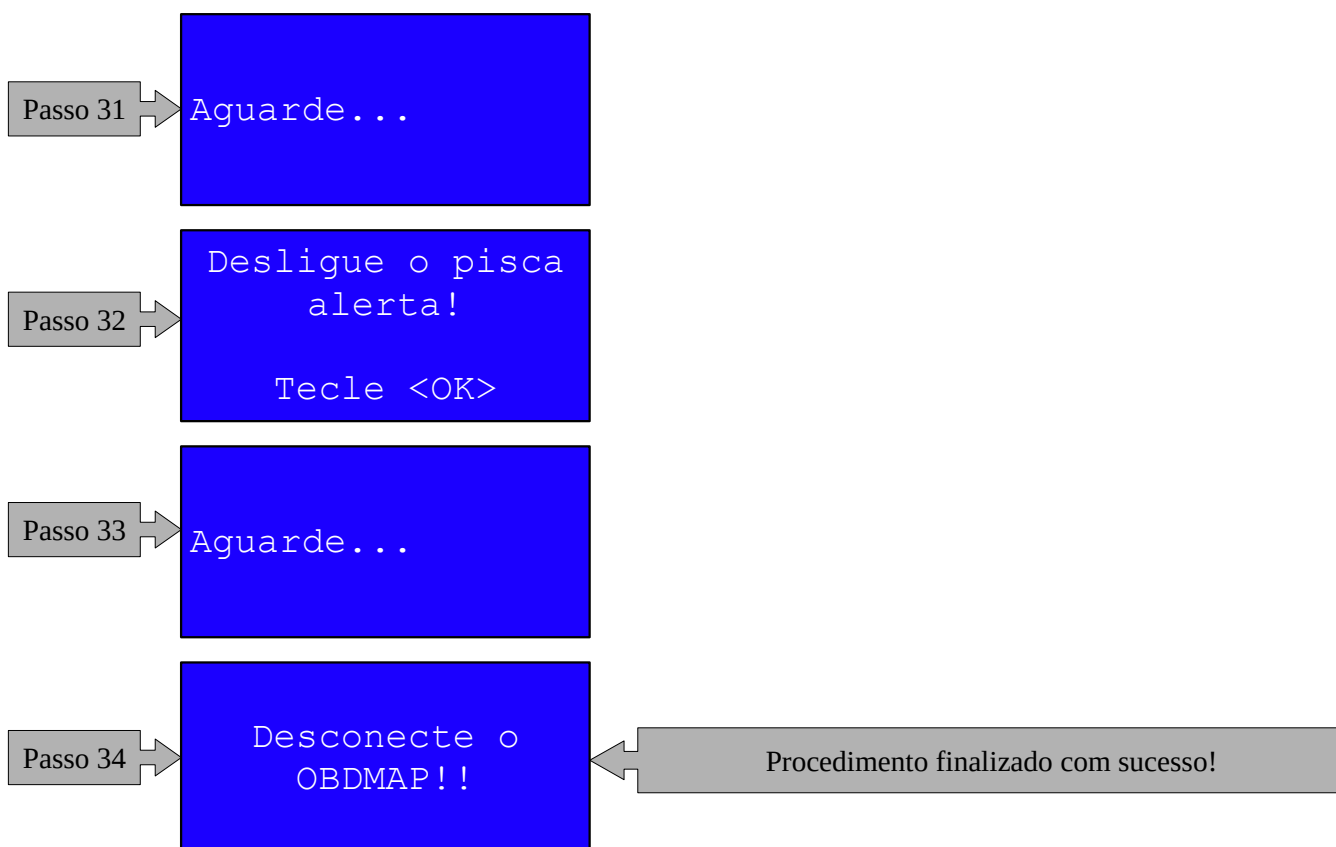 Passo 31
Aguarde...
Passo 32
Desligue o pisca
alerta!
Tecle <OK>
Passo 33
Aguarde...
Passo 34
Desconecte o
OBDMAP!!
Procedimento finalizado com sucesso!